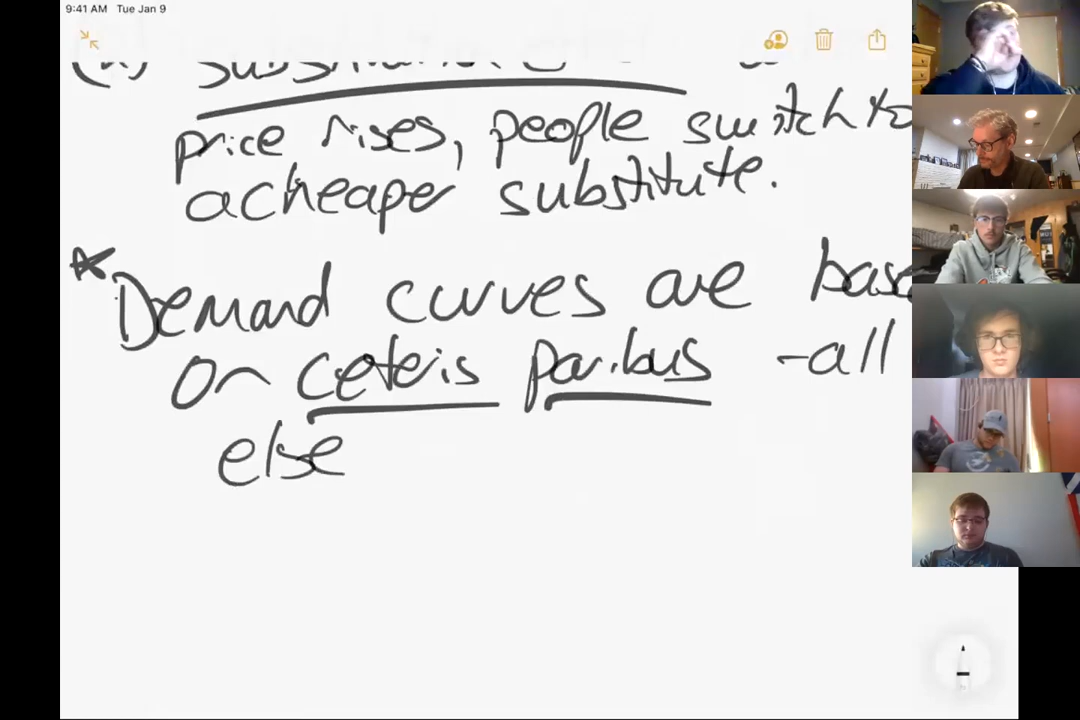 9:41 AM Tue Jan 9
price rises, people switch to
a cheaper substitute.
* Demand curves are base
on ceteris paribus - all
else